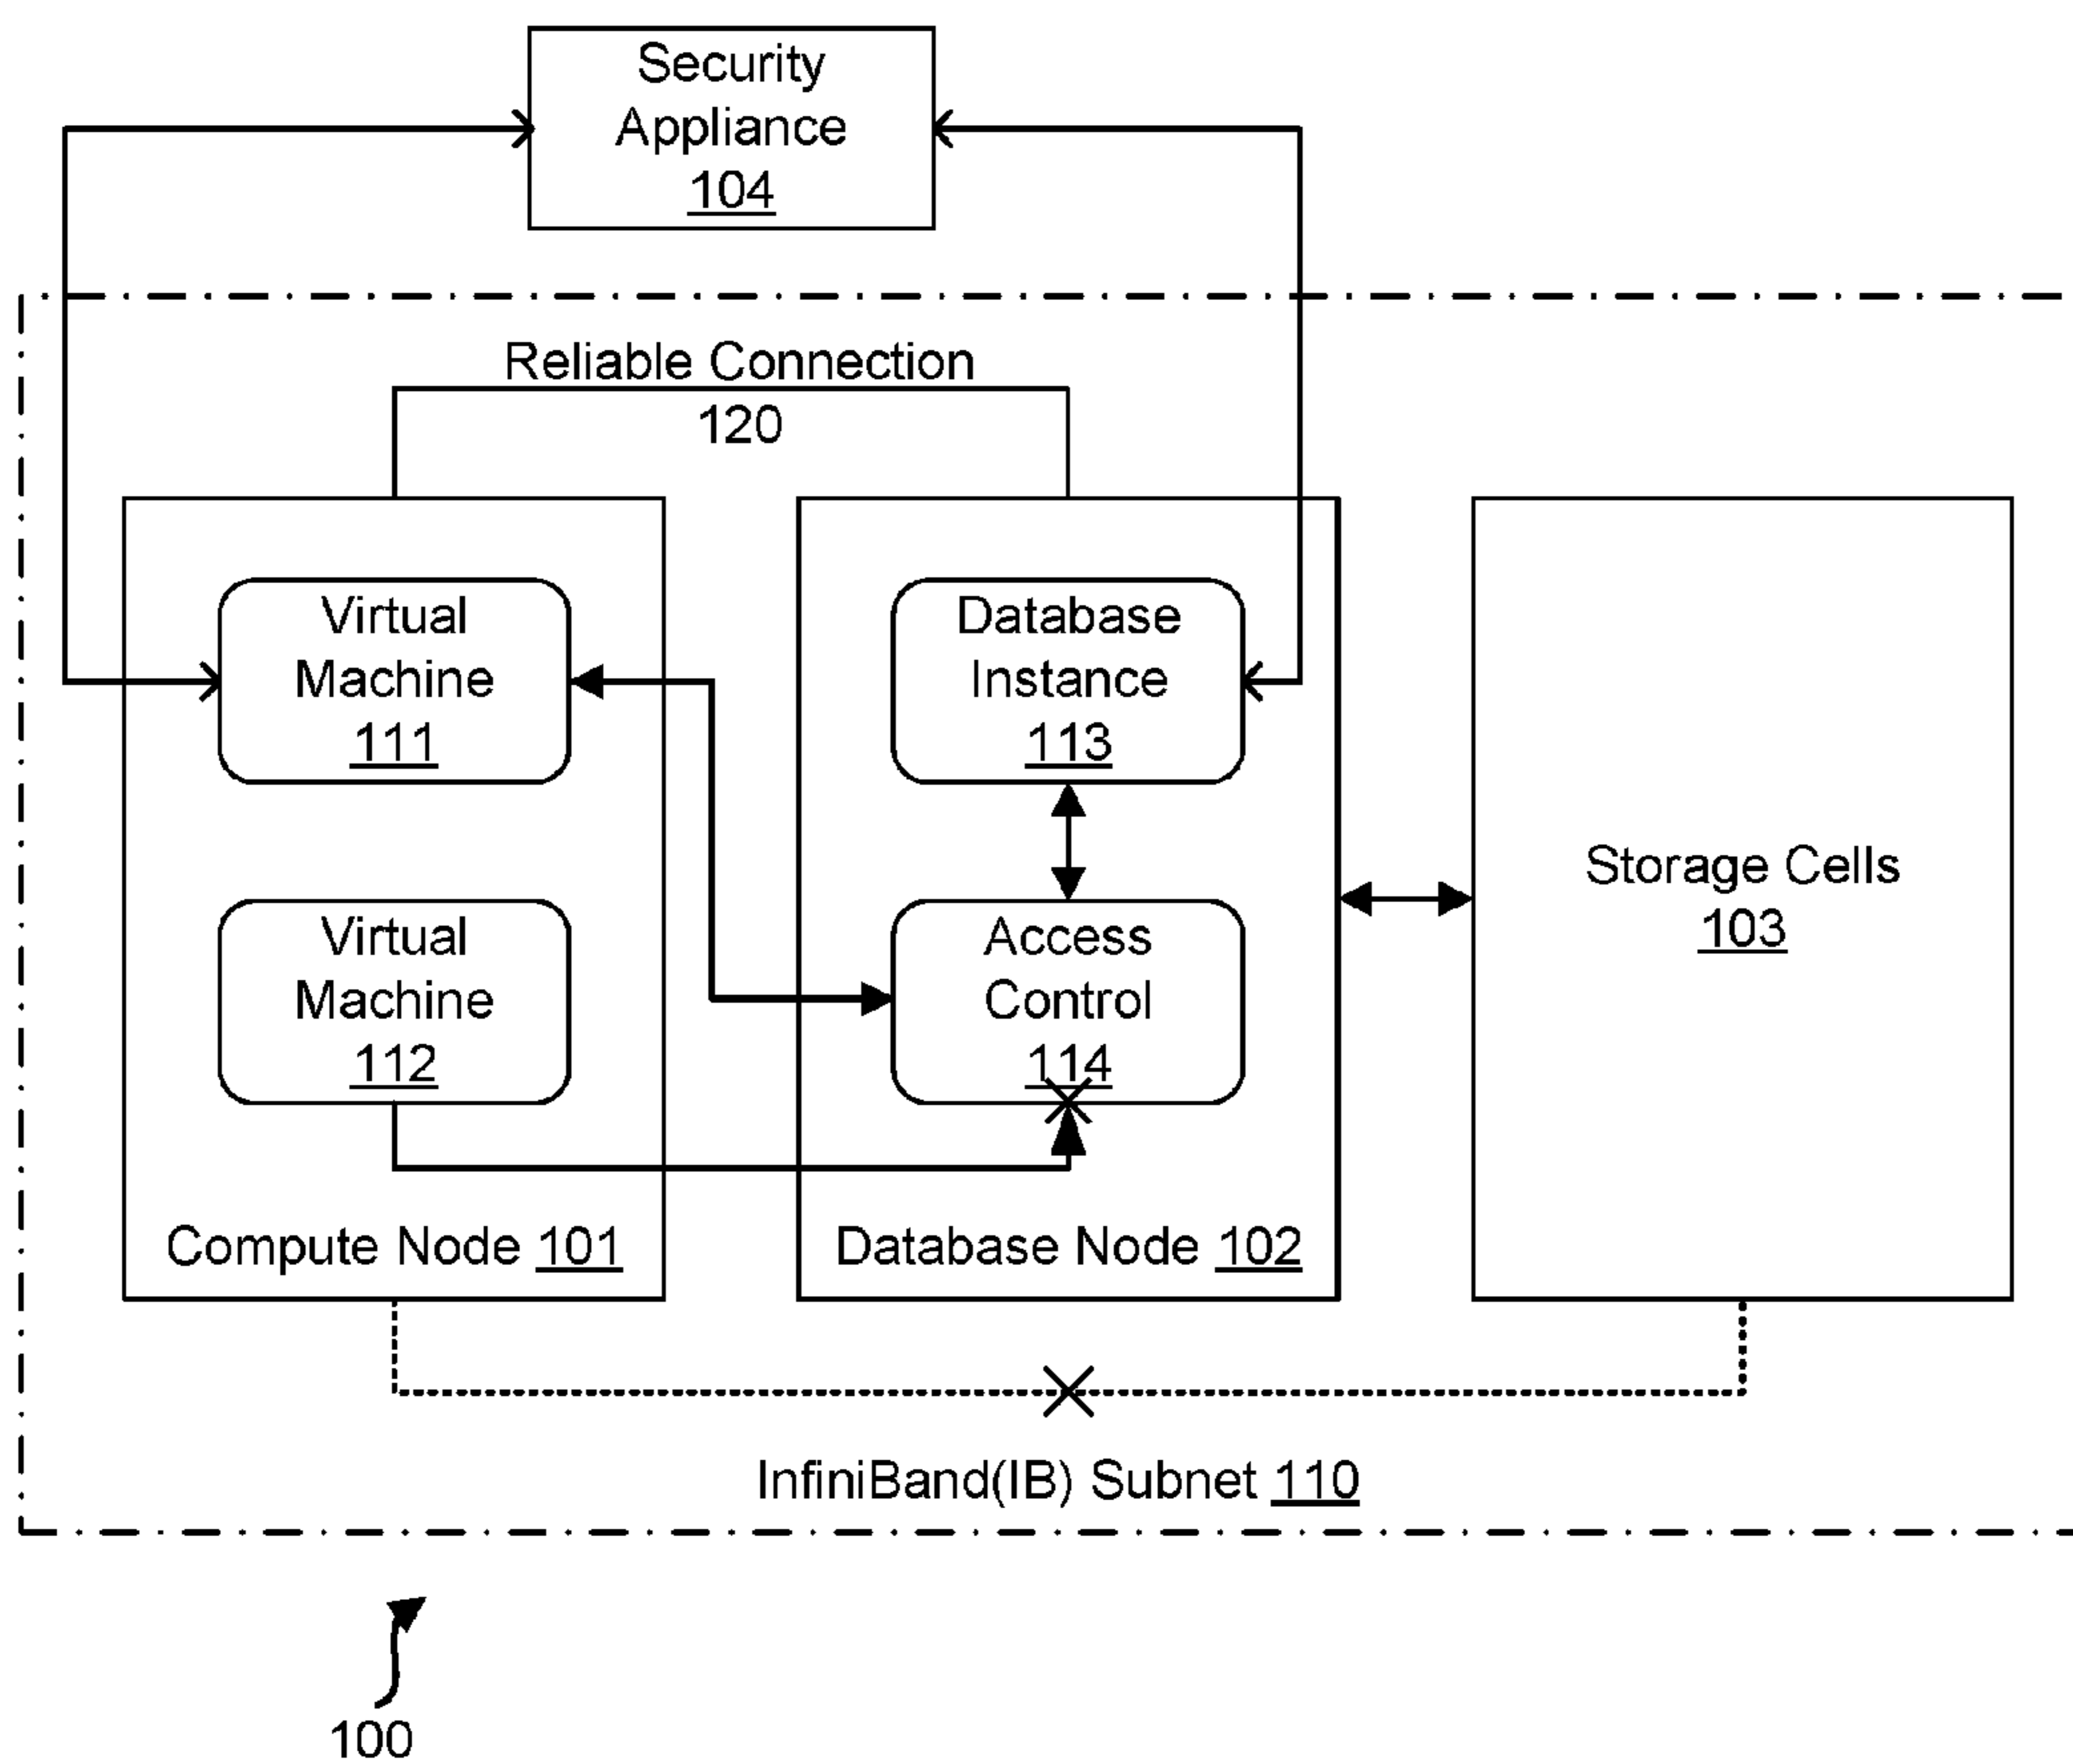 Security
Appliance
104
Reliable Connection
120
Virtual
Machine
111
Database
Instance
113
Storage Cells
103
Virtual
Machine
112
Access
Control
114
Compute Node 101
Database Node 102
InfiniBand(IB) Subnet 110
100